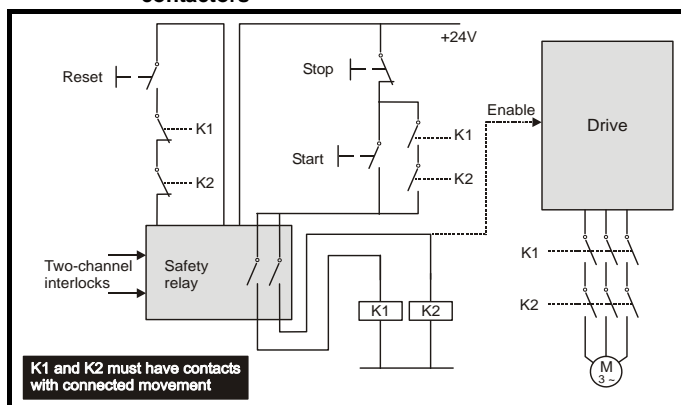 contactors
+24V
Reset
Stop
Enable
Drive
K1
K1
Start
K2
K2
Two-channel
interlocks
Safety
relay
K1
K2
K1
K2
K1 and K2 must have contacts
with connected movement
M
3 ~